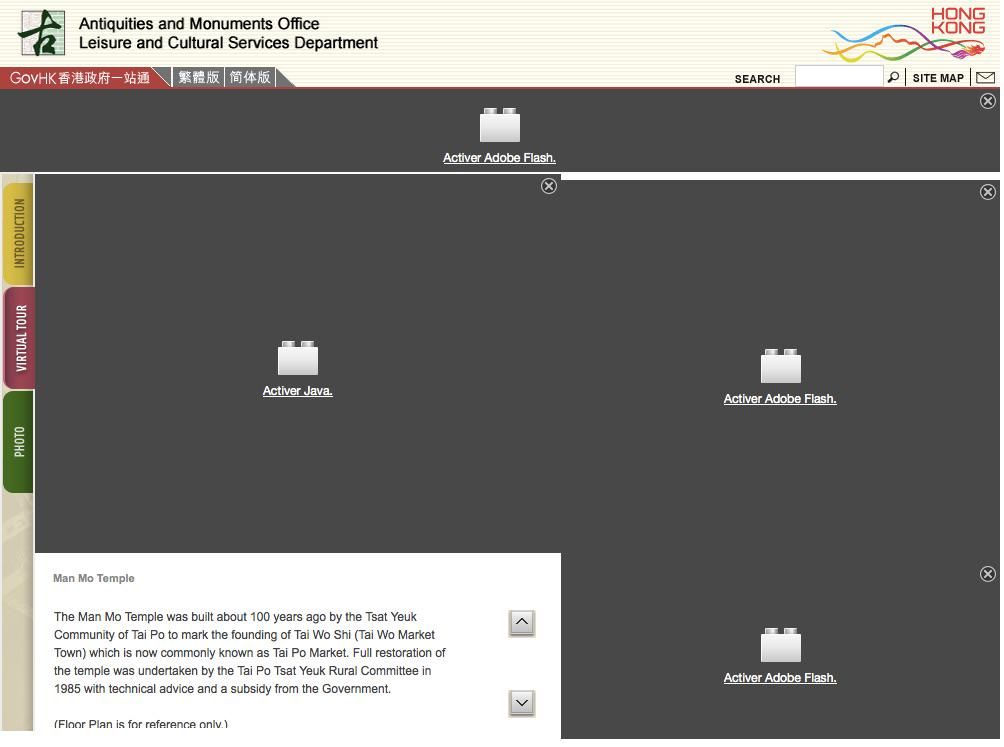 Antiquities and Monuments Office
Leisure and Cultural Services Department
HONG
KONG
GovHK香港政府一站通
繁體版
简体版
SEARCH
SITE MAP
Activer Adobe Flash.
INTRODUCTION
VIRTUAL TOUR
PHOTO
Activer Java.
Activer Adobe Flash.
Man Mo Temple
The Man Mo Temple was built about 100 years ago by the Tsat Yeuk
Community of Tai Po to mark the founding of Tai Wo Shi (Tai Wo Market
Town) which is now commonly known as Tai Po Market. Full restoration of
the temple was undertaken by the Tai Po Tsat Yeuk Rural Committee in
1985 with technical advice and a subsidy from the Government.
(Floor Plan is for reference only.)
Activer Adobe Flash.